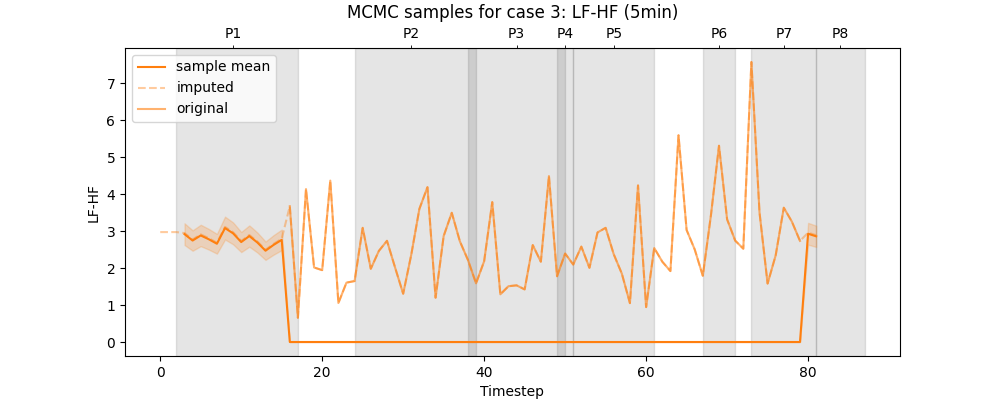 MCMC samples for case 3: LF-HF (5min)
P1 P2 P3 P4 P5 P6 P7 P8
sample mean
imputed
original
LF-HF
7
6
5
4
3
2
1
0
0 20 40 60 80
Timestep